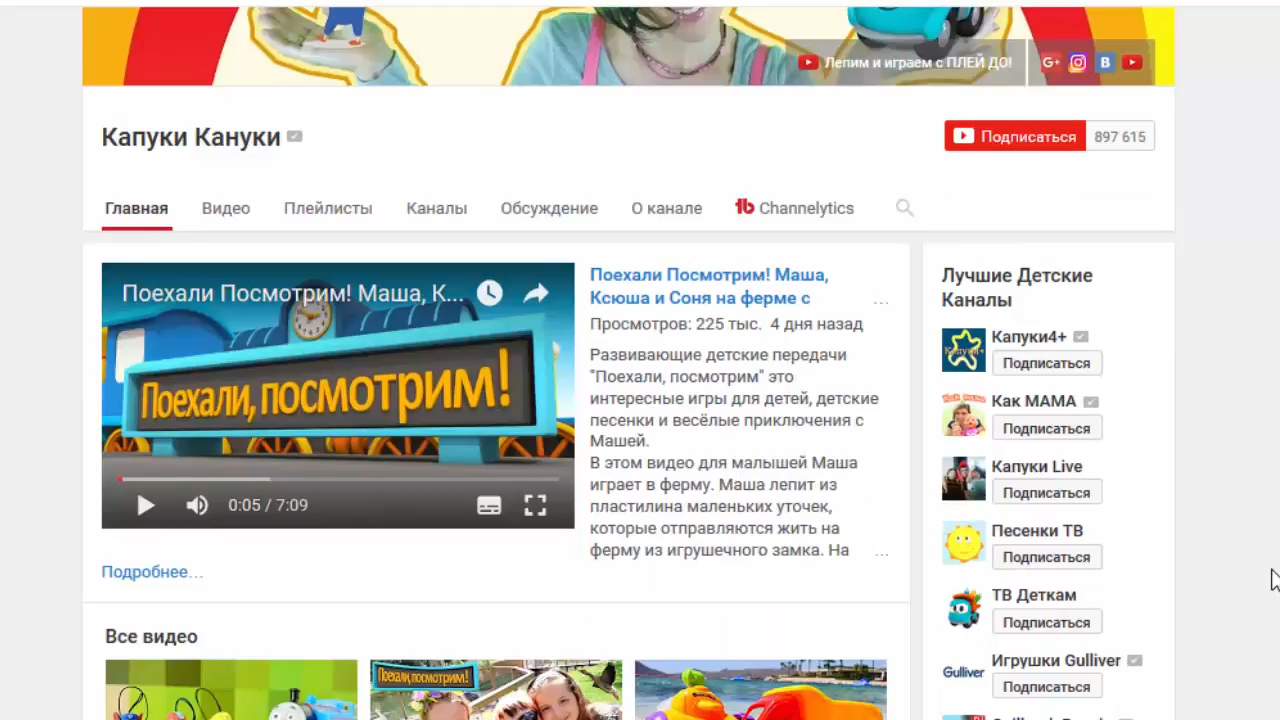 Лепим и играем с ПЛЕЙ ДО!
G+
B
Капуки Кануки
Подписаться 897 615
Главная Видео Плейлисты Каналы Обсуждение О канале Channelytics
Поехали Посмотрим! Маша, К...
Поехали, посмотрим!
0:05 / 7:09
Поехали Посмотрим! Маша,
Ксюша и Соня на ферме с ...
Просмотров: 225 тыс. 4 дня назад
Развивающие детские передачи
"Поехали, посмотрим" это
интересные игры для детей, детские
песенки и весёлые приключения с
Машей.
В этом видео для малышей Маша
играет в ферму. Маша лепит из
пластилина маленьких уточек,
которые отправляются жить на
ферму из игрушечного замка. На ...
Подробнее...
Все видео
Поехали, посмотрим!
Лучшие Детские
Каналы
Капуки4+
Подписаться
Как МАМА
Подписаться
Капуки Live
Подписаться
Песенки ТВ
Подписаться
ТВ Деткам
Подписаться
Gulliver
Игрушки Gulliver
Подписаться